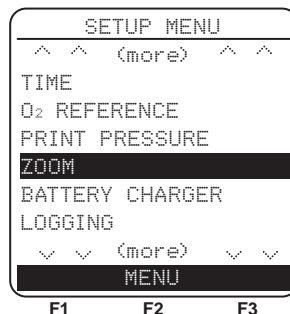 SETUP MENU
^ ^ (more) ^ ^
TIME
O₂ REFERENCE
PRINT PRESSURE
ZOOM
BATTERY CHARGER
LOGGING
⌄ ⌄ (more) ⌄ ⌄
MENU
F1 F2 F3